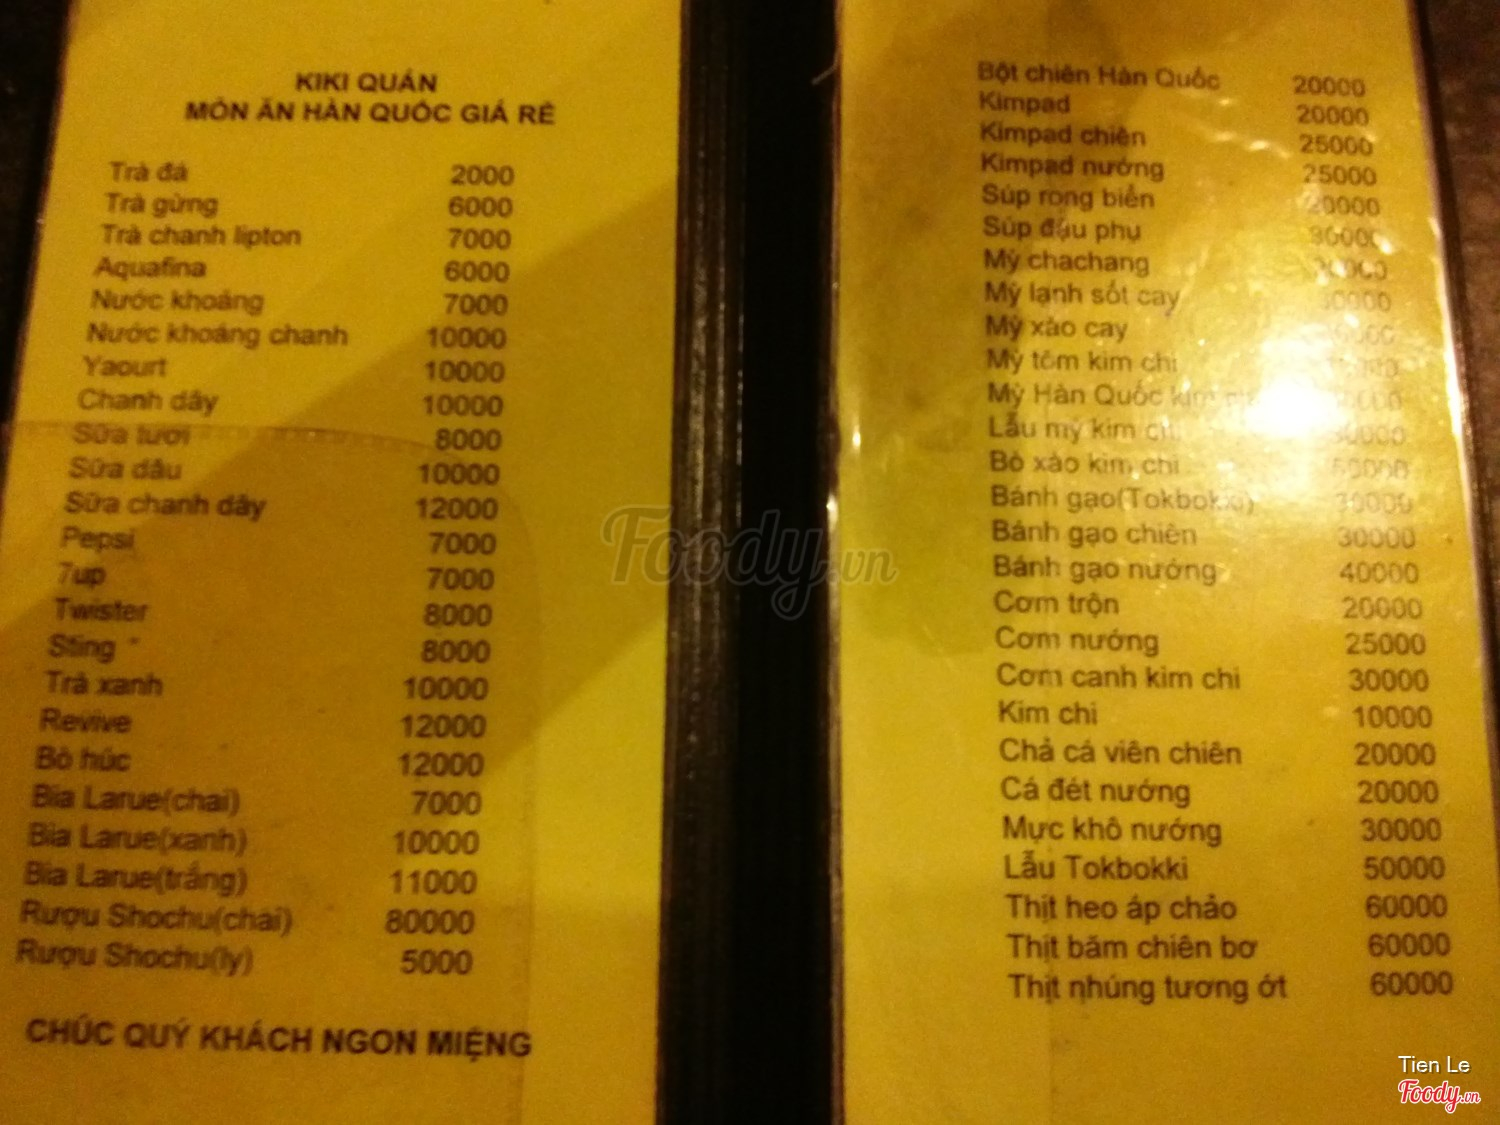 KIKI QUÁN
MÓN ĂN HÀN QUỐC GIÁ RẺ
Trà đá 2000
Trà gừng 6000
Trà chanh lipton 7000
Aquafina 6000
Nước khoáng 7000
Nước khoáng chanh 10000
Yaourt 10000
Chanh dây 10000
Sữa tươi 8000
Sữa dâu 10000
Sữa chanh dây 12000
Pepsi 7000
7up 7000
Twister 8000
Sting 8000
Trà xanh 10000
Revive 12000
Bò húc 12000
Bia Larue(chai) 7000
Bia Larue(xanh) 10000
Bia Larue(trắng) 11000
Rượu Shochu(chai) 80000
Rượu Shochu(ly) 5000
CHÚC QUÝ KHÁCH NGON MIỆNG
Bột chiên Hàn Quốc 20000
Kimpad 20000
Kimpad chiên 25000
Kimpad nướng 25000
Súp rong biển
Súp đậu phụ
Mỳ chachang
Mỳ lạnh sốt cay
Mỳ xào cay
Mỳ tôm kim chi
Mỳ Hàn Quốc kim
Lẩu mỳ kim chi
Bò xào kim chi
Bánh gạo(Tokbokki)
Bánh gạo chiên 30000
Bánh gạo nướng 40000
Cơm trộn 20000
Cơm nướng 25000
Cơm canh kim chi 30000
Kim chi 10000
Chả cá viên chiên 20000
Cá đét nướng 20000
Mực khô nướng 30000
Lẩu Tokbokki 50000
Thịt heo áp chảo 60000
Thịt băm chiên bơ 60000
Thịt nhúng tương ớt 60000
Foody.vn
Tien Le
Foody.vn